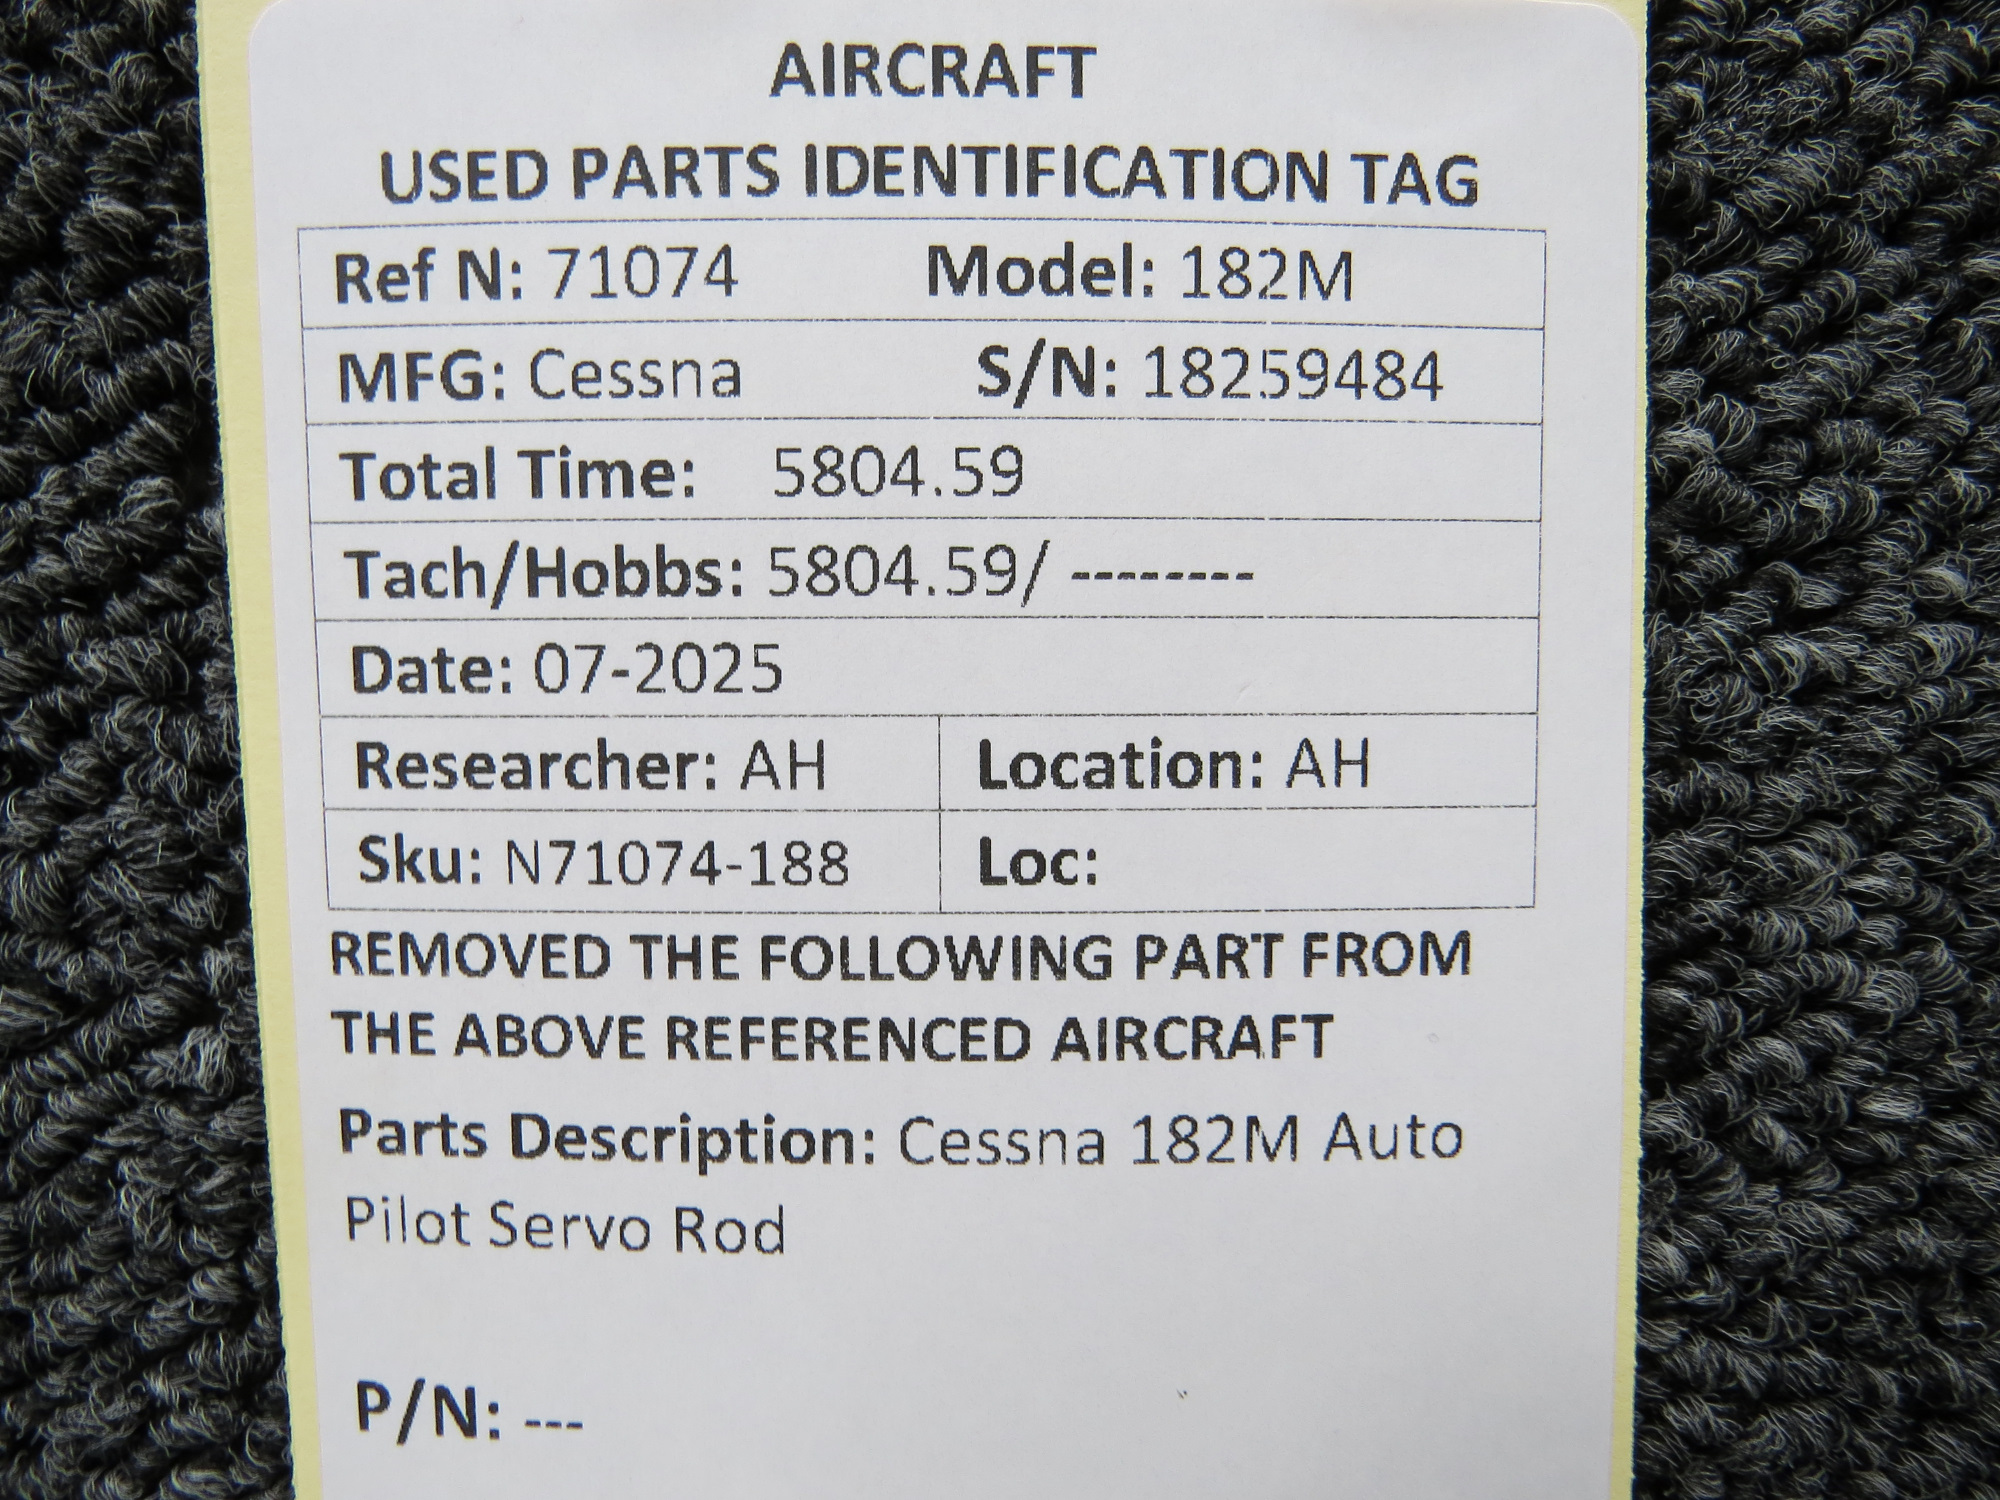 AIRCRAFT
USED PARTS IDENTIFICATION TAG
Ref N: 71074 Model: 182M
MFG: Cessna S/N: 18259484
Total Time: 5804.59
Tach/Hobbs: 5804.59/ --------
Date: 07-2025
Researcher: AH Location: AH
Sku: N71074-188 Loc:
REMOVED THE FOLLOWING PART FROM
THE ABOVE REFERENCED AIRCRAFT
Parts Description: Cessna 182M Auto
Pilot Servo Rod
P/N: ---